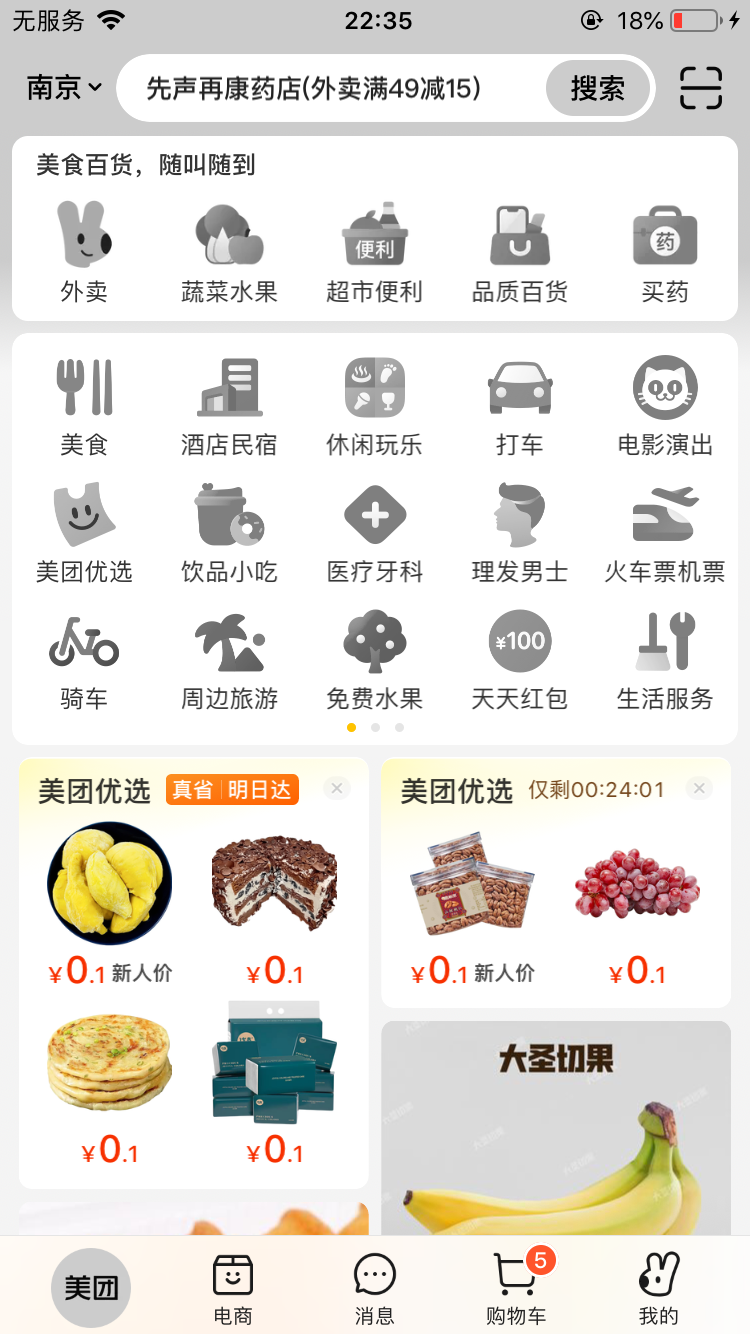 无服务 22:35 18%
南京 先声再康药店(外卖满49减15) 搜索
美食百货，随叫随到
便利 药
外卖 蔬菜水果 超市便利 品质百货 买药
美食 酒店民宿 休闲玩乐 打车 电影演出
美团优选 饮品小吃 医疗牙科 理发男士 火车票机票
¥100
骑车 周边旅游 免费水果 天天红包 生活服务
美团优选 真省 明日达
¥0.1 新人价 ¥0.1
¥0.1 ¥0.1
美团优选 仅剩00:24:01
¥0.1 新人价 ¥0.1
大圣切果
大圣切果
大圣切果
美团 电商 消息 5 购物车 我的